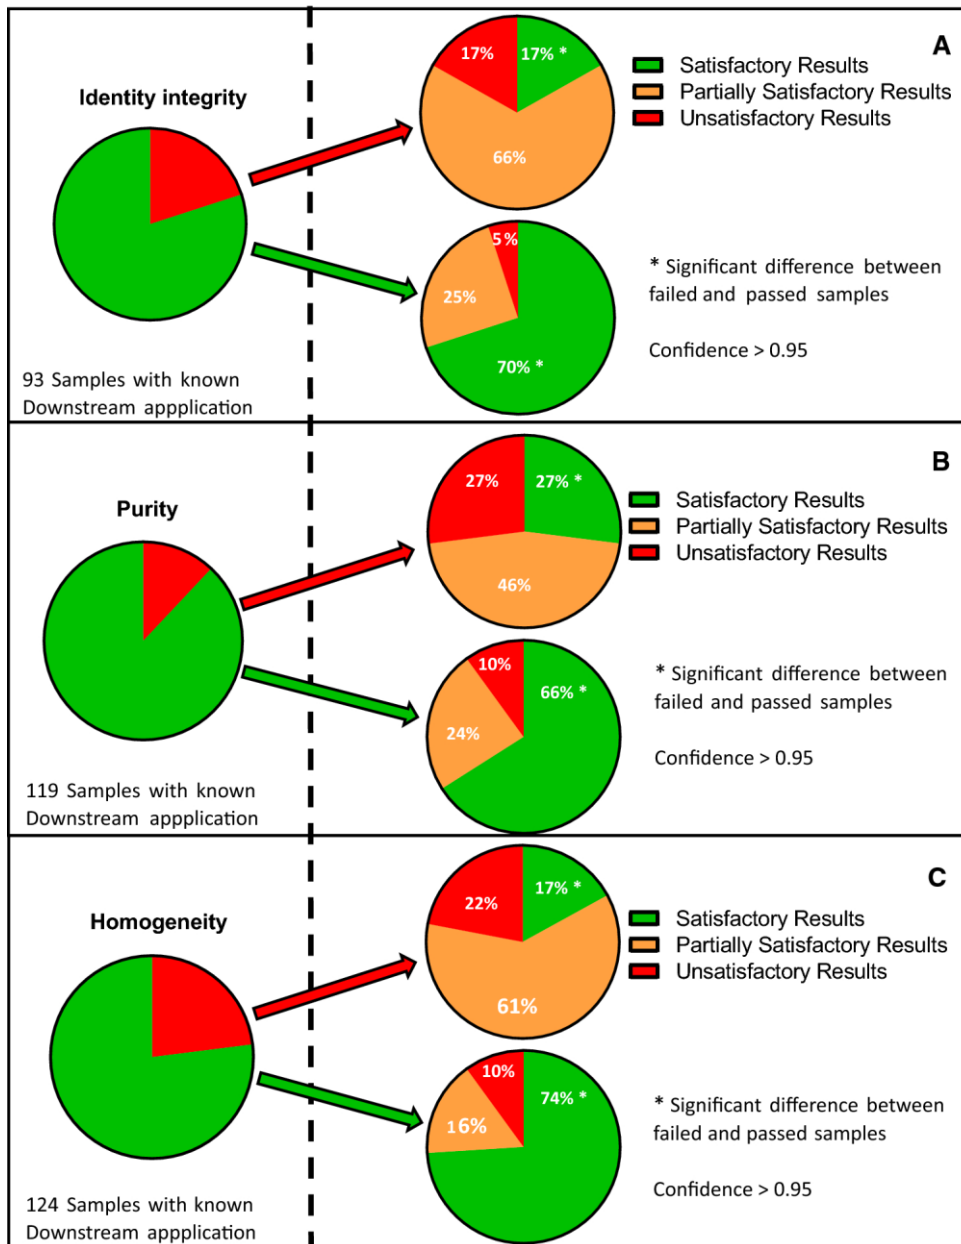 A
Identity integrity
17%
17% *
66%
Satisfactory Results
Partially Satisfactory Results
Unsatisfactory Results
5%
25%
70% *
* Significant difference between
failed and passed samples
Confidence > 0.95
93 Samples with known
Downstream appplication
B
Purity
27%
27% *
46%
Satisfactory Results
Partially Satisfactory Results
Unsatisfactory Results
10%
66% *
24%
* Significant difference between
failed and passed samples
Confidence > 0.95
119 Samples with known
Downstream appplication
C
Homogeneity
22%
17% *
61%
Satisfactory Results
Partially Satisfactory Results
Unsatisfactory Results
10%
74% *
16%
* Significant difference between
failed and passed samples
Confidence > 0.95
124 Samples with known
Downstream appplication